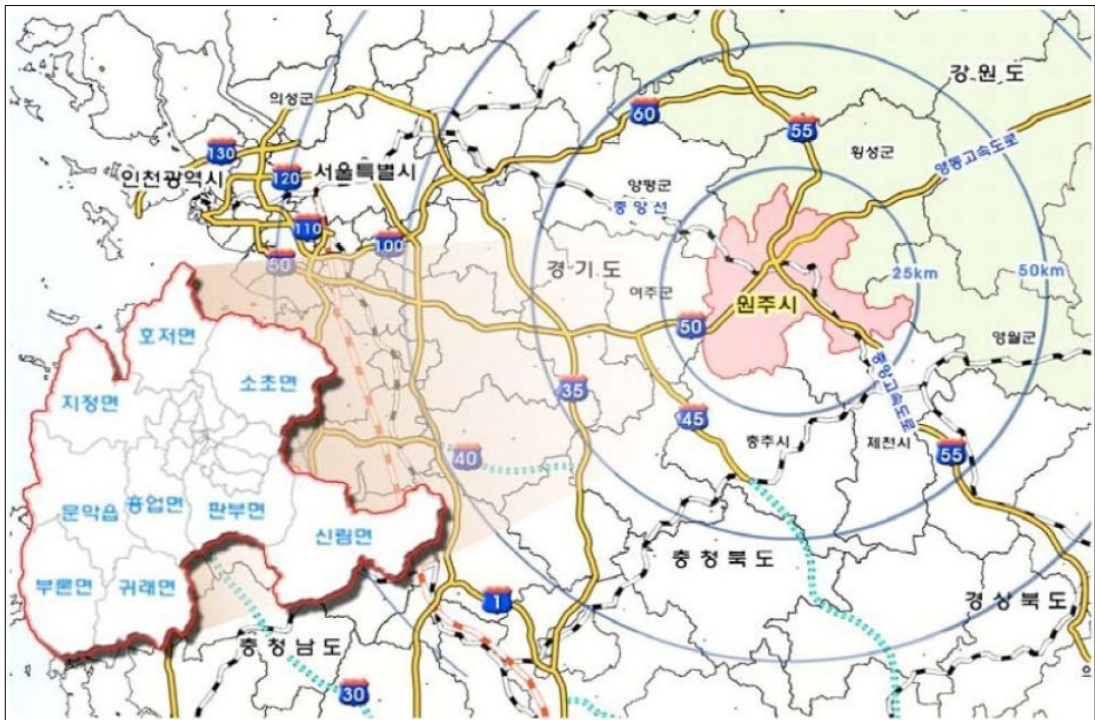 강원도
의성군
60
55
130
인천광역시
120
서울특별시
횡성군
영동고속도로
양평군
중앙선
110
100
50
경기도
여주군
25km
50km
원주시
50
호저면
소초면
지정면
영월군
중앙고속도로
35
45
충주시
제천시
55
40
문막읍
흥업면
판부면
신림면
부론면
귀래면
충청북도
경상북도
1
충청남도
30